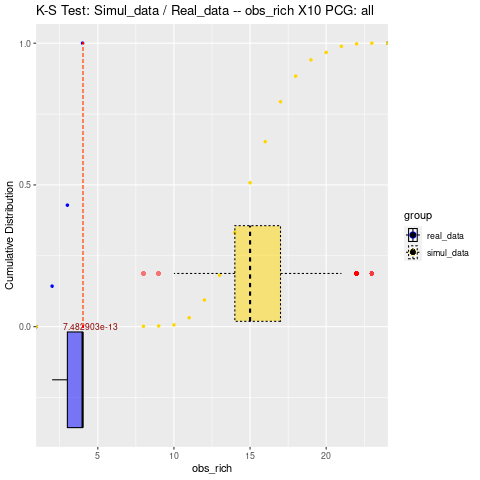 K-S Test: Simul_data / Real_data -- obs_rich X10 PCG: all
1.0
0.5
0.0
Cumulative Distribution
7.482903e-13
5
10
15
20
obs_rich
group
real_data
simul_data